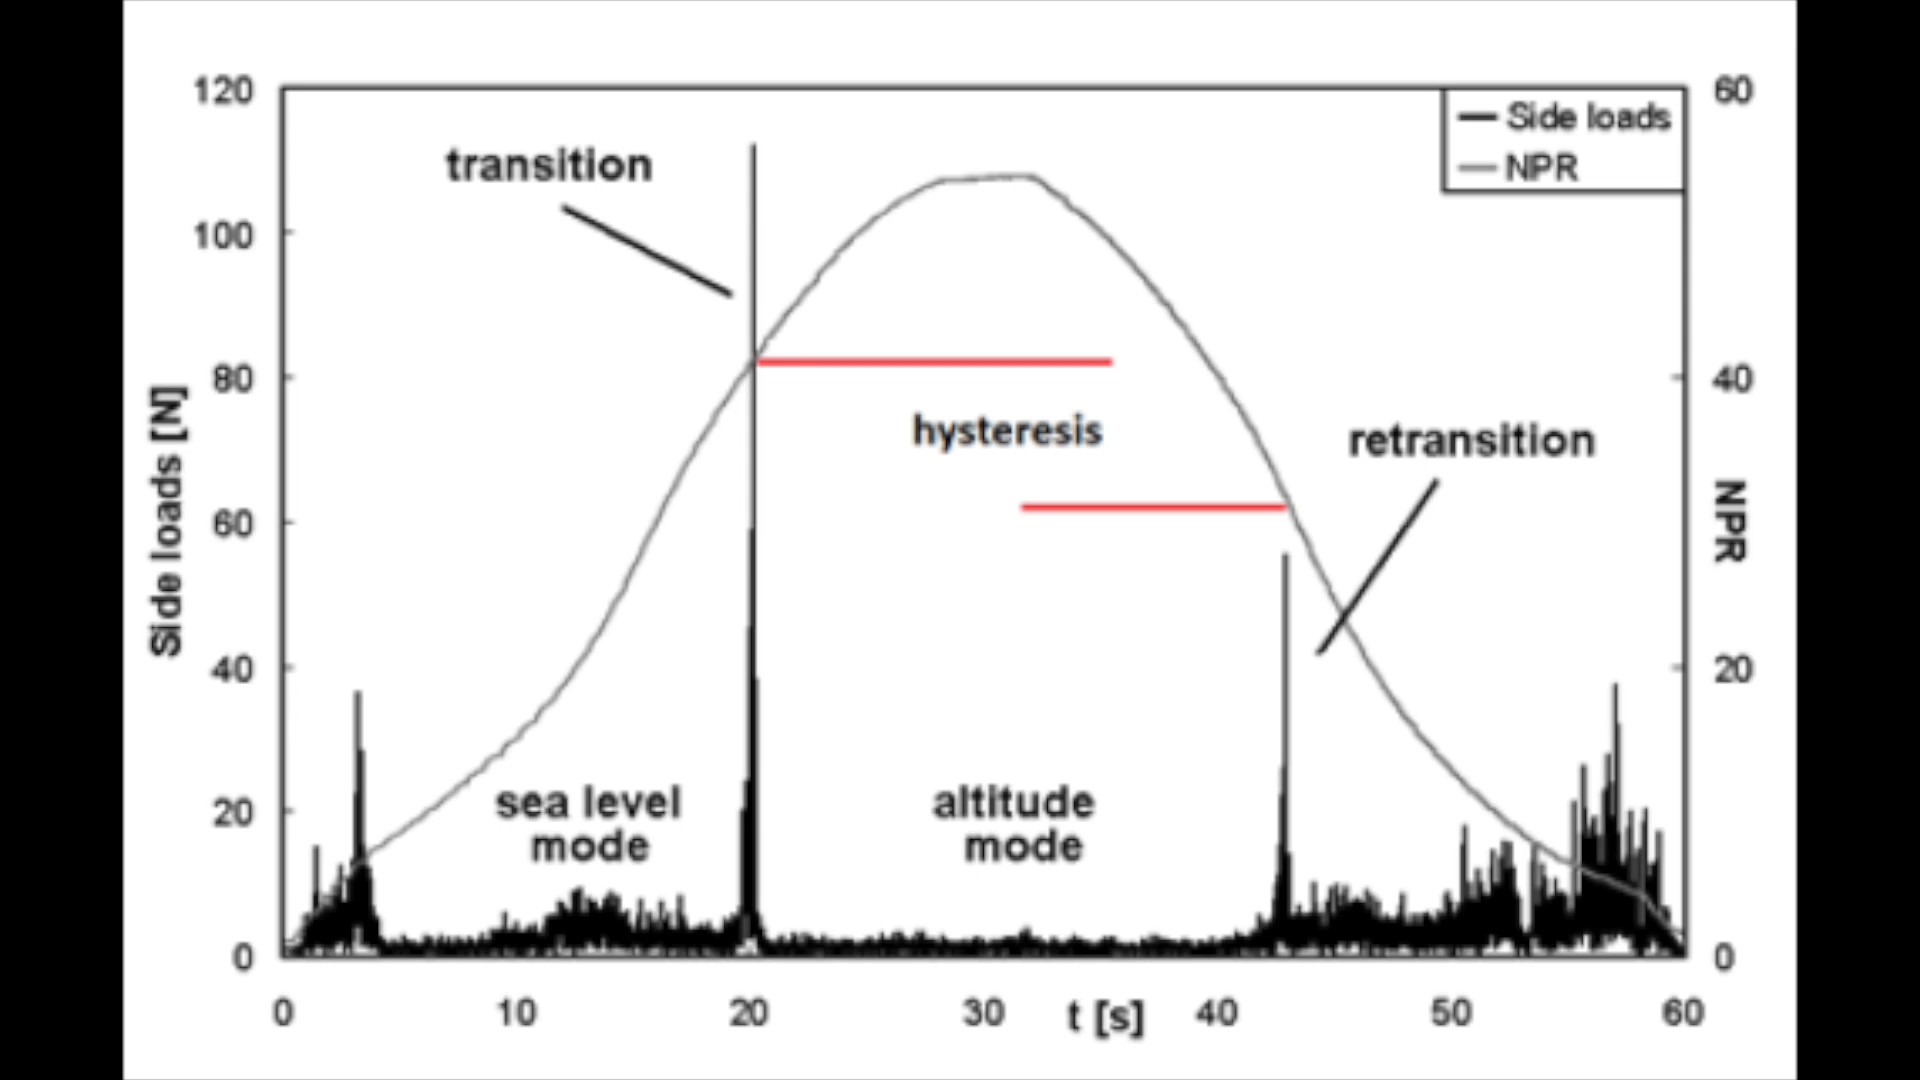 120
60
Side loads
NPR
transition
100
80
40
hysteresis
retransition
Side loads [N]
60
NPR
40
20
20
sea level
mode
altitude
mode
0
0
0
10
20
30
t [s]
40
50
60